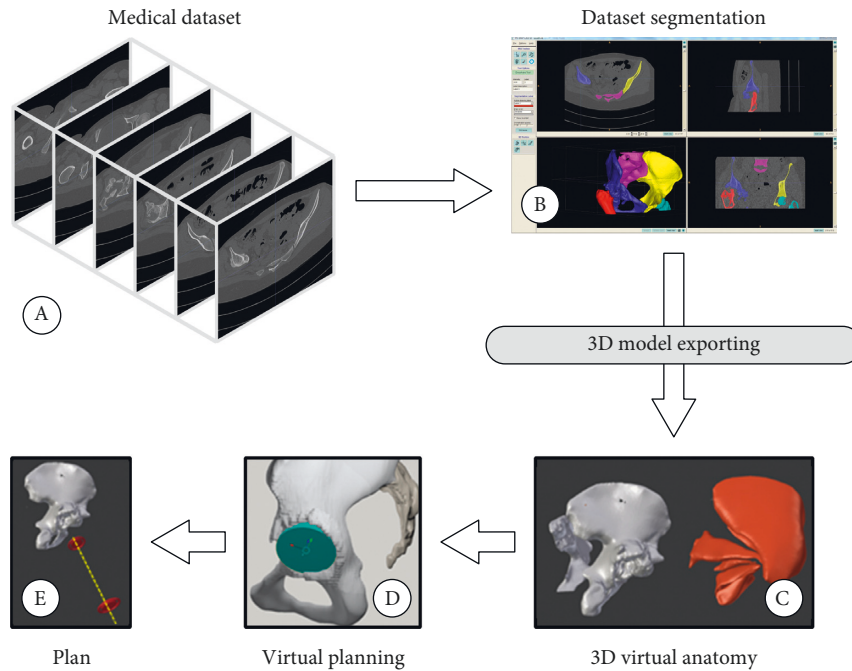 Medical dataset
Dataset segmentation
A
B
3D model exporting
E
D
C
Plan
Virtual planning
3D virtual anatomy